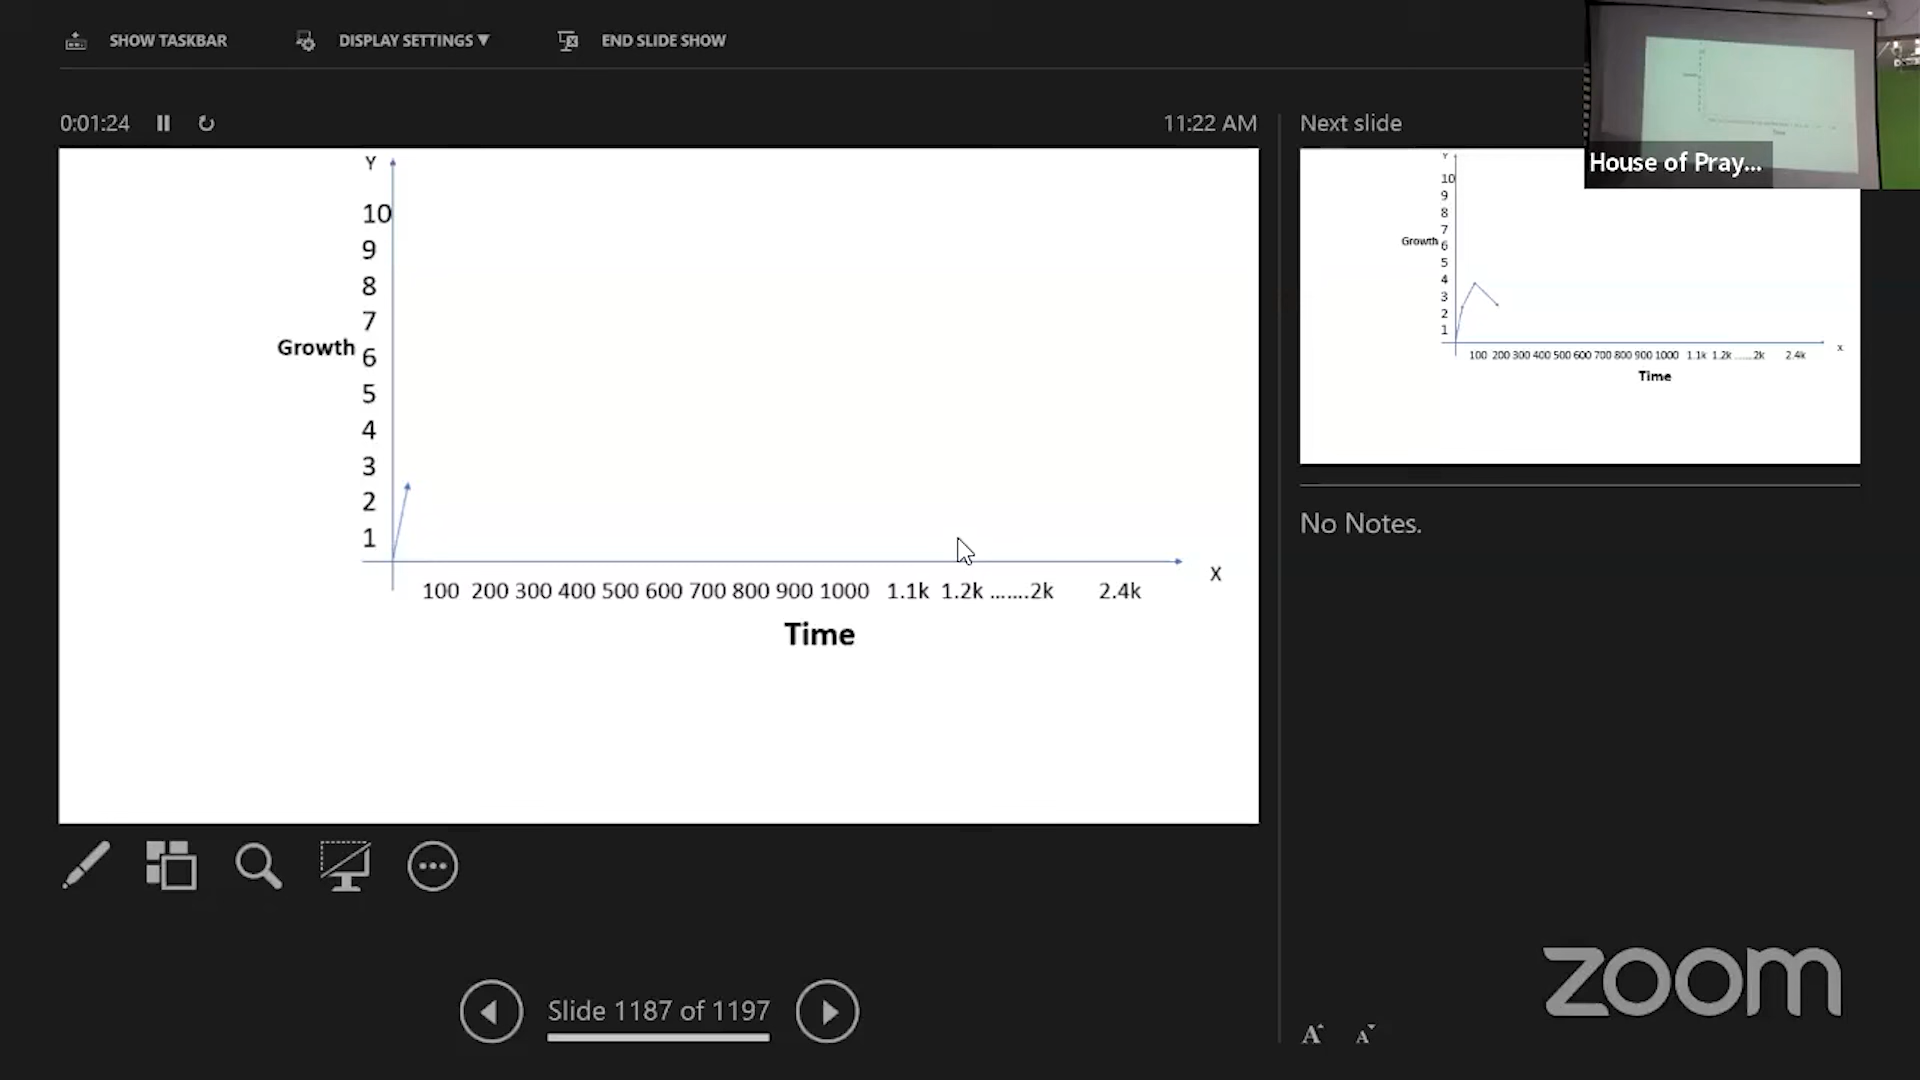 SHOW TASKBAR
DISPLAY SETTINGS ▼
END SLIDE SHOW
0:01:24
11:22 AM
Next slide
House of Pray...
Y
10
9
8
7
Growth
6
5
4
3
2
1
X
100 200 300 400 500 600 700 800 900 1000 1.1k 1.2k .......2k 2.4k
Time
Y
10
9
8
7
Growth
6
5
4
3
2
1
X
100 200 300 400 500 600 700 800 900 1000 1.1k 1.2k .......2k 2.4k
Time
No Notes.
Slide 1187 of 1197
A A
zoom